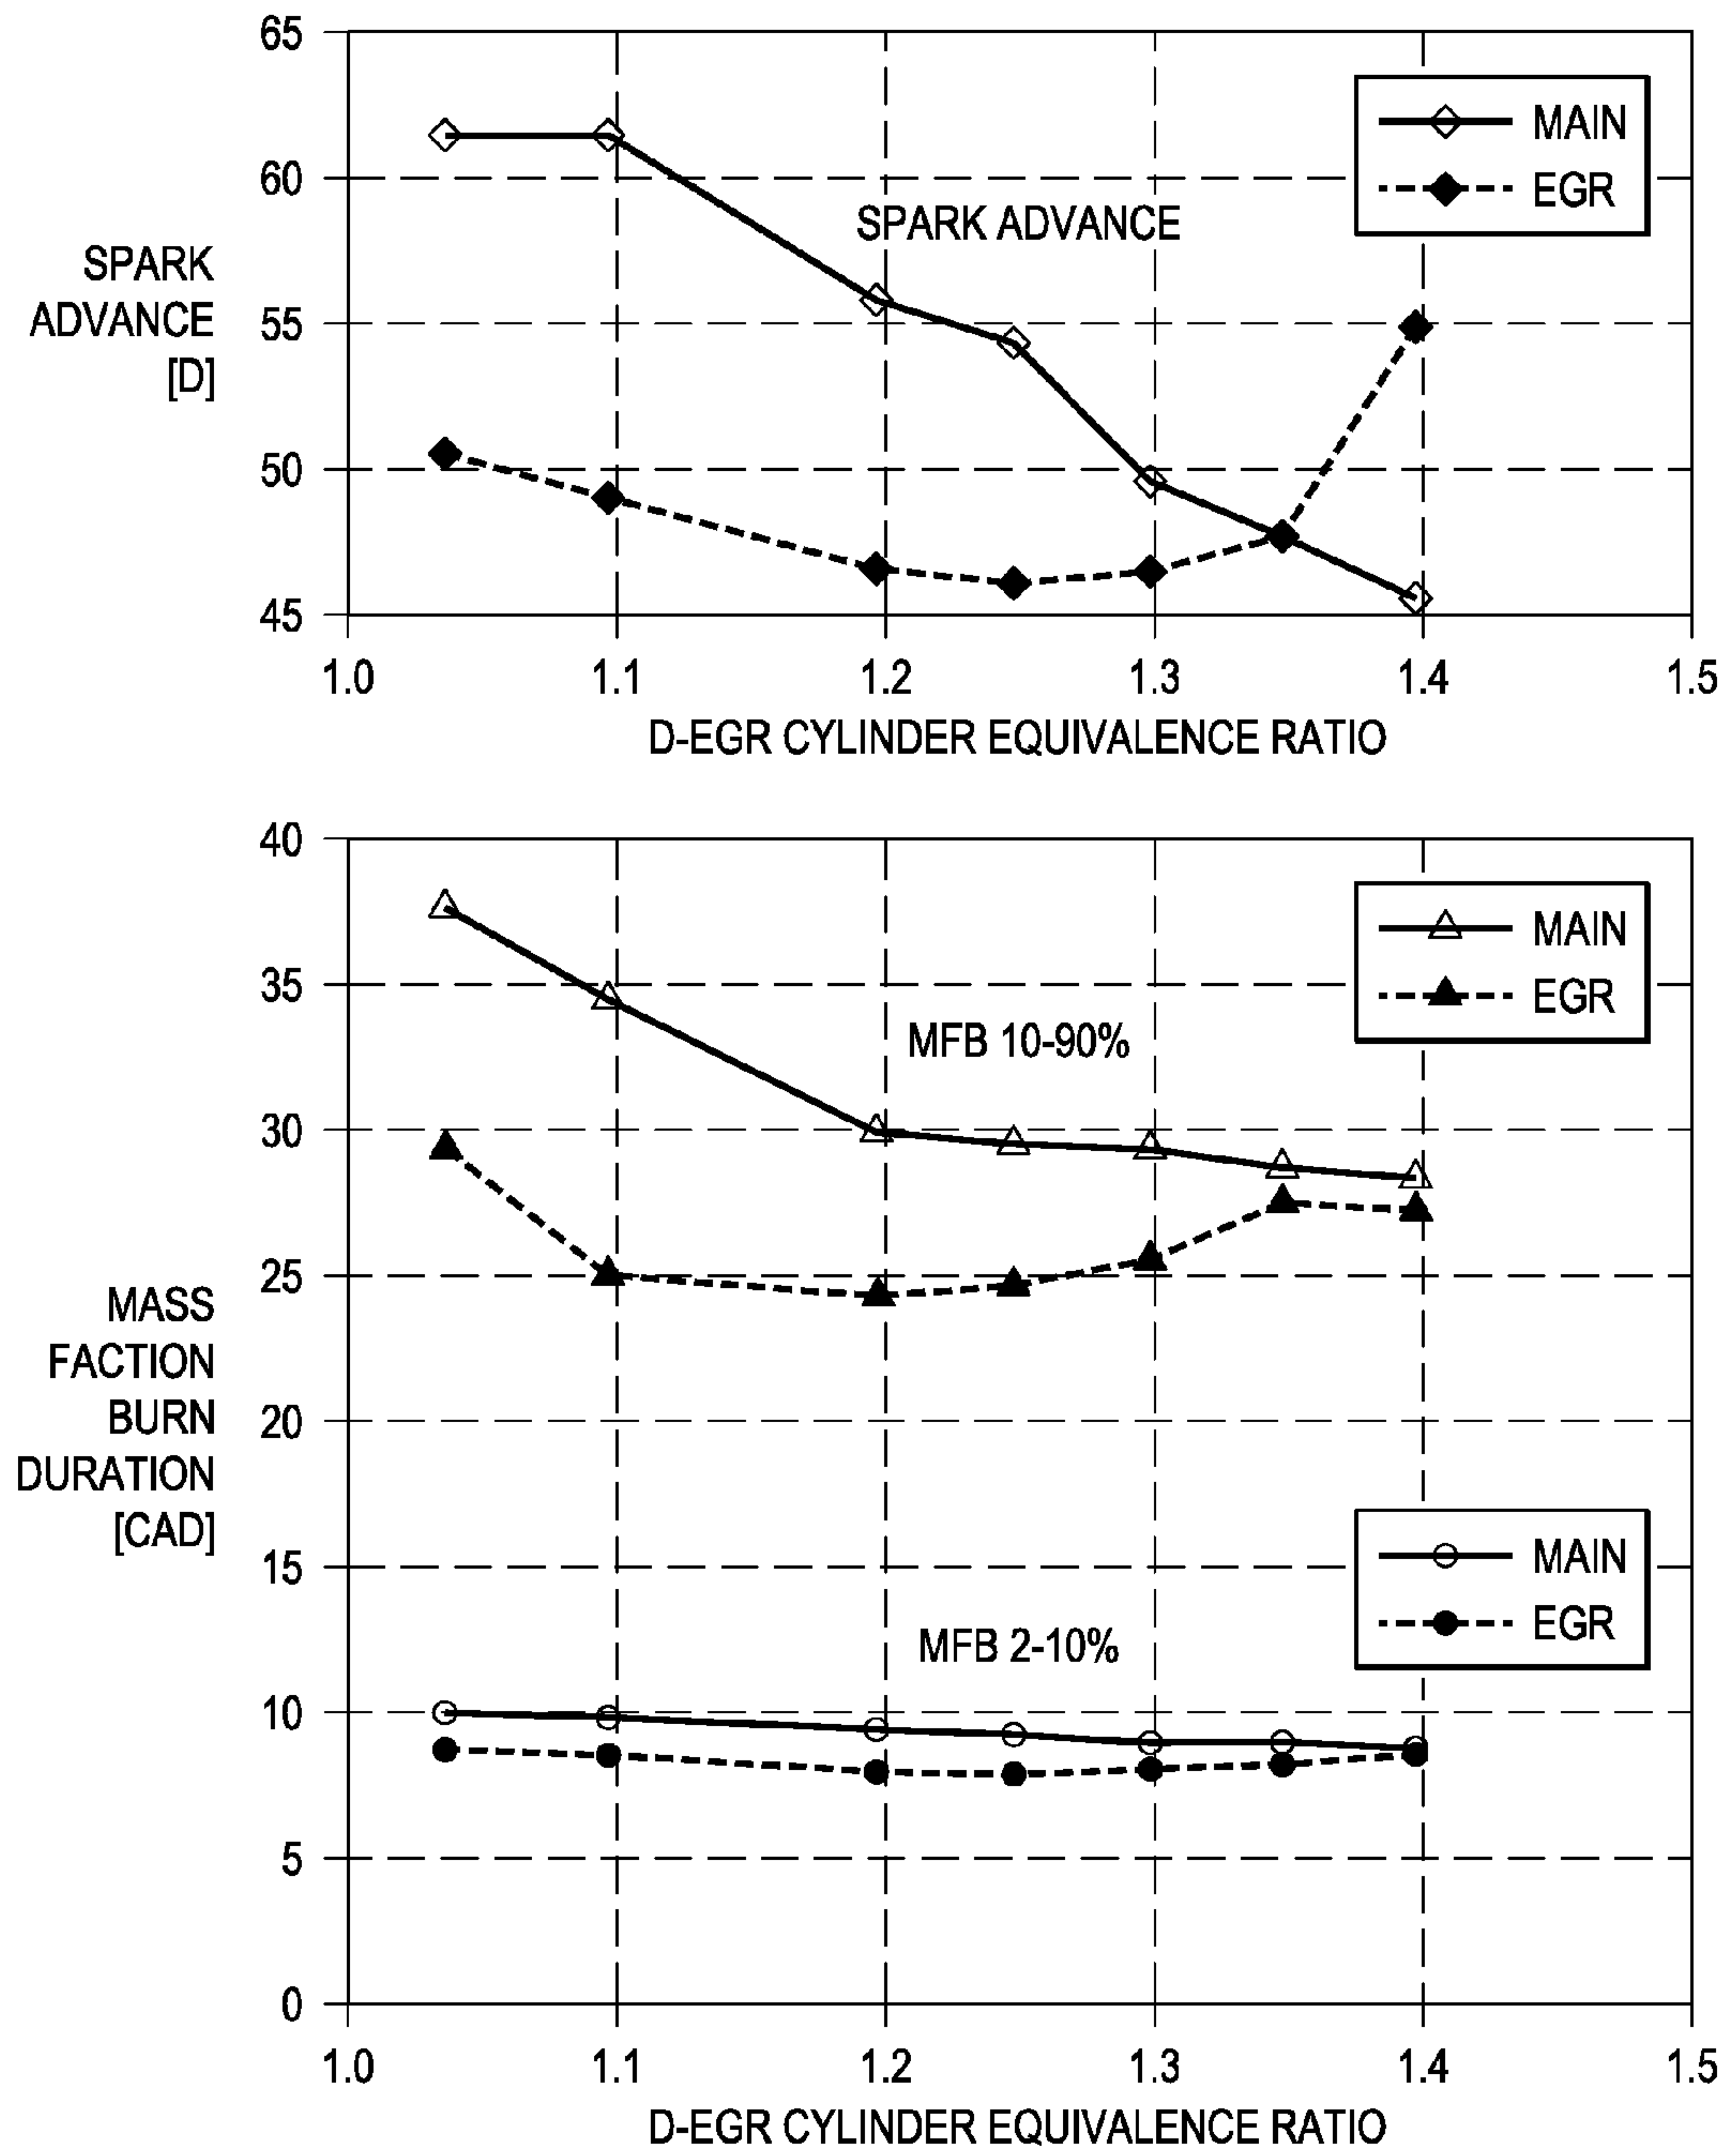 65
60
55
50
45
SPARK
ADVANCE
[D]
MAIN
EGR
SPARK ADVANCE
1.0 1.1 1.2 1.3 1.4 1.5
D-EGR CYLINDER EQUIVALENCE RATIO
40
35
30
25
20
15
10
5
0
MASS
FACTION
BURN
DURATION
[CAD]
MAIN
EGR
MFB 10-90%
MAIN
EGR
MFB 2-10%
1.0 1.1 1.2 1.3 1.4 1.5
D-EGR CYLINDER EQUIVALENCE RATIO